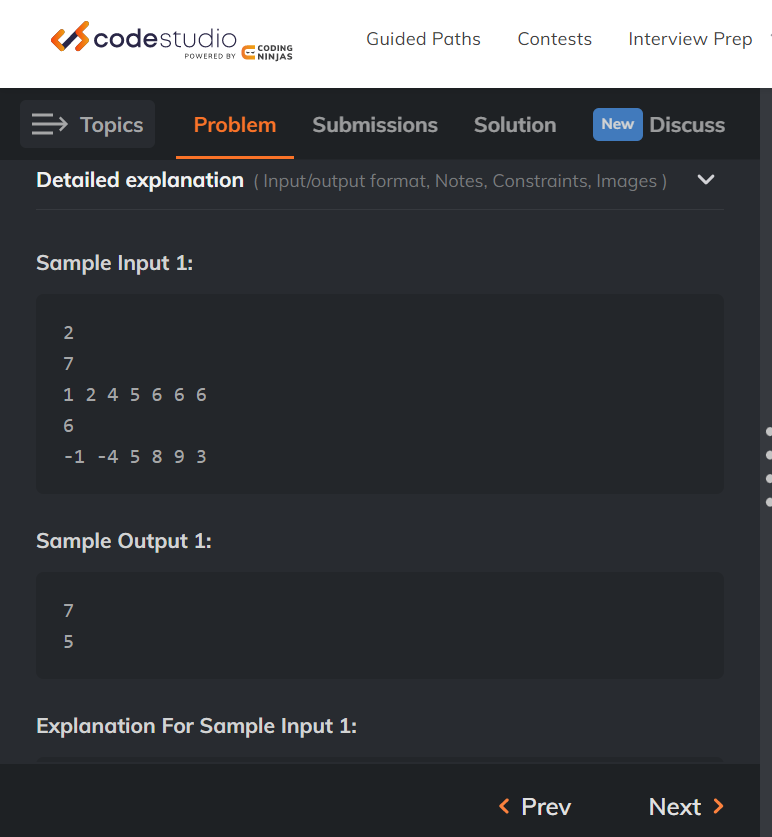 codestudio
POWERED BY CODING NINJAS
Guided Paths Contests Interview Prep
Topics Problem Submissions Solution New Discuss
Detailed explanation ( Input/output format, Notes, Constraints, Images )
Sample Input 1:
2
7
1 2 4 5 6 6 6
6
-1 -4 5 8 9 3
Sample Output 1:
7
5
Explanation For Sample Input 1:
Prev Next